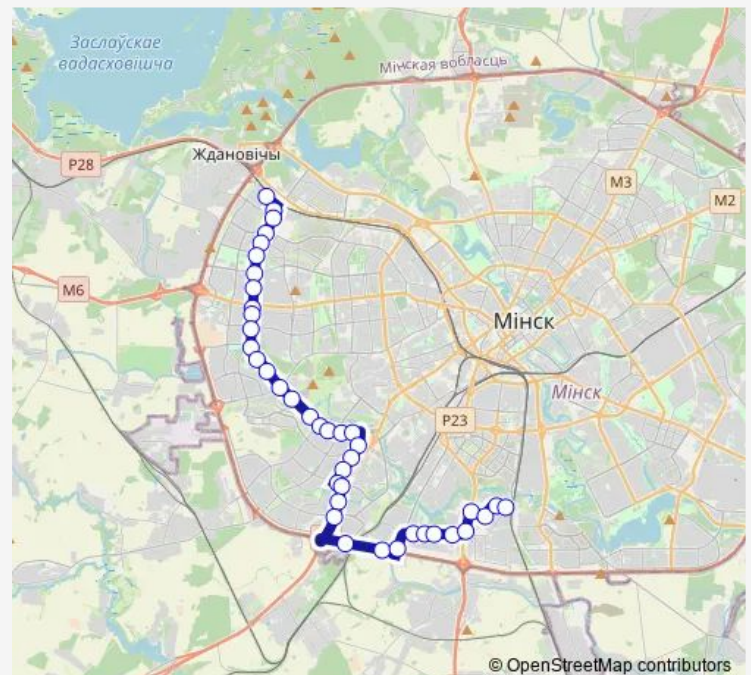 Заслаўскае
вадасховішча
Мінская вобласць
Ждановічы
P28
M3
M2
M6
Мінск
Мінск
P23
© OpenStreetMap contributors